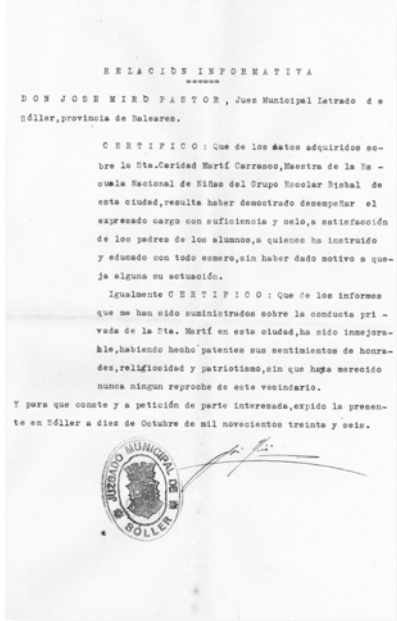 RELACIÓN INFORMATIVA
DON JOSE MIRÓ PASTOR, Juez Municipal Letrado de
Sóller,provincia de Baleares.
CERTIFICO: Que de los datos adquiridos so-
bre la Sta.Caridad Martí Carrasco,Maestra de la Es-
cuela Nacional de Niñas del Grupo Escolar Bisbal de
esta ciudad,resulta haber demostrado desempeñar el
expresado cargo con suficiencia y celo,a satisfacción
de los padres de los alumnos,a quienes ha instruido
y educado con todo esmero,sin haber dado motivo a que-
ja alguna su actuación.
Igualmente CERTIFICO: Que de los informes
que me han sido suministrados sobre la conducta pri-
vada de la Sta. Martí en esta ciudad,ha sido inmejora-
ble,habiendo hecho patentes sus sentimientos de honra-
dez,religiosidad y patriotismo,sin que haya merecido
nunca ningun reproche de este vecindario.
Y para que conste y a petición de parte interesada,expido la presen-
te en Sóller a diez de Octubre de mil novecientos treinta y seis.
JUZGADO MUNICIPAL DE
SÓLLER